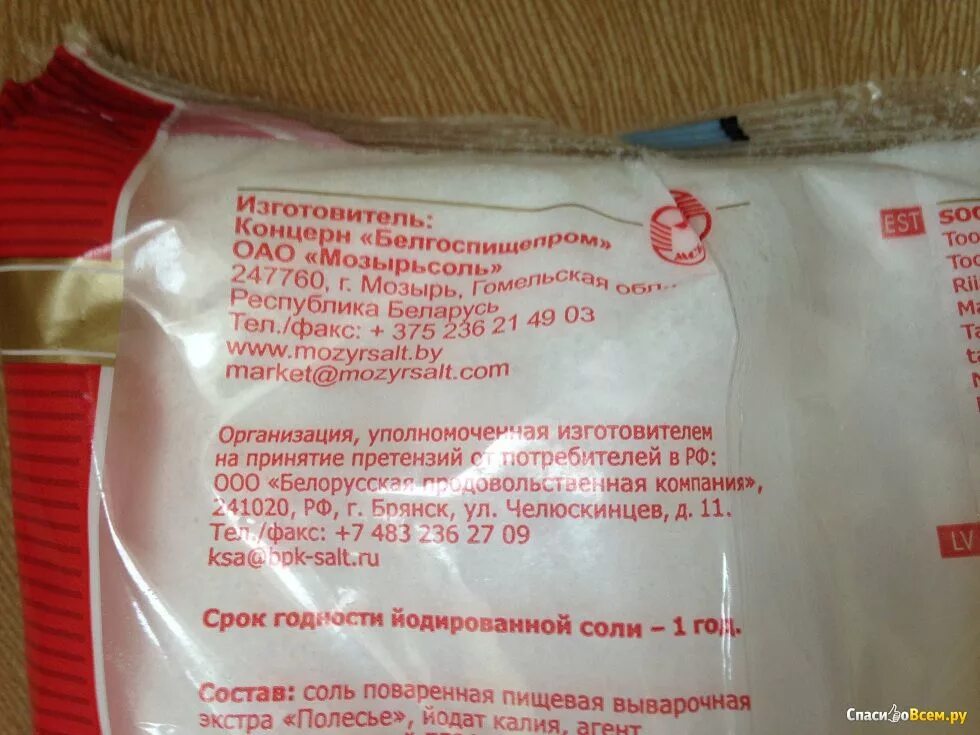 Изготовитель:
Концерн «Белгоспищепром»
ОАО «Мозырьсоль»
247760, г. Мозырь, Гомельская обл.,
Республика Беларусь
Тел./факс: + 375 236 21 49 03
www.mozyrsalt.by
market@mozyrsalt.com
Организация, уполномоченная изготовителем
на принятие претензий от потребителей в РФ:
ООО «Белорусская продовольственная компания»,
241020, РФ, г. Брянск, ул. Челюскинцев, д. 11.
Тел./факс: +7 483 236 27 09
ksa@bpk-salt.ru
Срок годности йодированной соли – 1 год.
Состав: соль поваренная пищевая выварочная
экстра «Полесье», йодат калия, агент
EST
LV
СпасибоВсем.ру